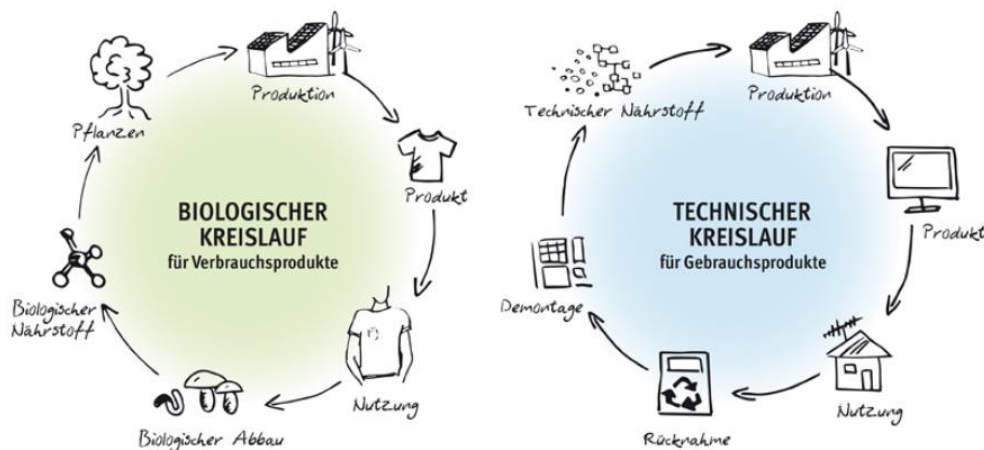 Produktion
Pflanzen
Produkt
BIOLOGISCHER
KREISLAUF
für Verbrauchsprodukte
Biologischer
Nährstoff
Nutzung
Biologischer Abbau
Produktion
Technischer Nährstoff
Produkt
TECHNISCHER
KREISLAUF
für Gebrauchsprodukte
Demontage
Nutzung
Rücknahme